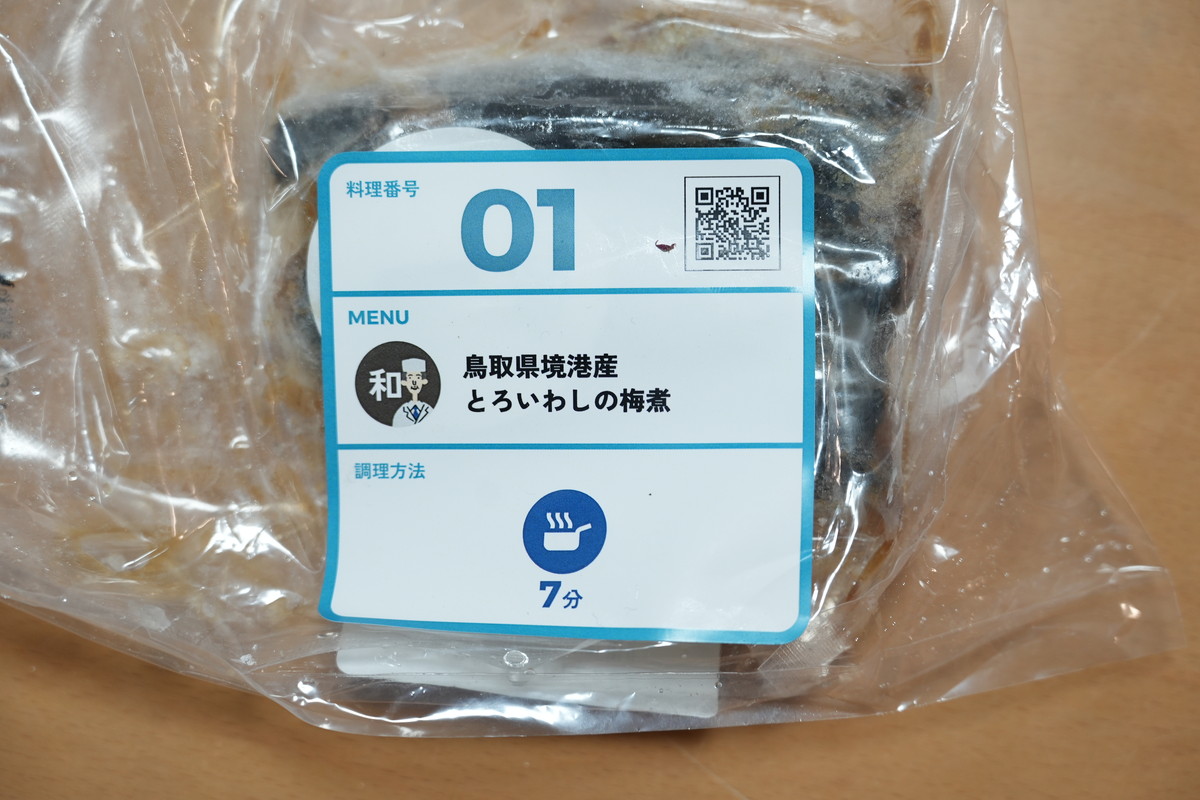 料理番号
01
MENU
和
鳥取県境港産
とろいわしの梅煮
調理方法
7分